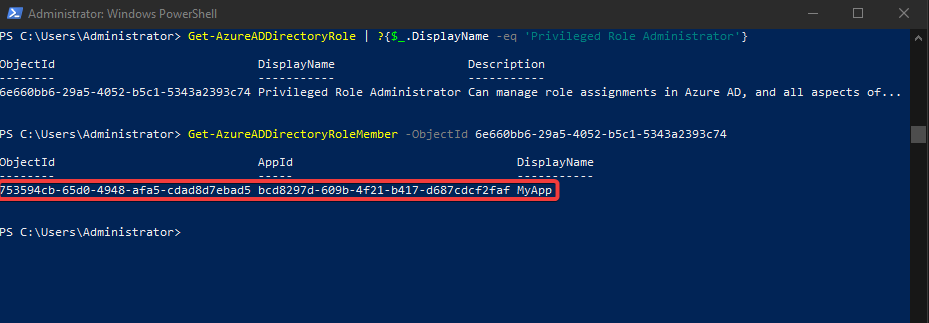 Administrator: Windows PowerShell
PS C:\Users\Administrator> Get-AzureADDirectoryRole | ?{$_.DisplayName -eq 'Privileged Role Administrator'}
ObjectId DisplayName Description
-------- ----------- -----------
6e660bb6-29a5-4052-b5c1-5343a2393c74 Privileged Role Administrator Can manage role assignments in Azure AD, and all aspects of...
PS C:\Users\Administrator> Get-AzureADDirectoryRoleMember -ObjectId 6e660bb6-29a5-4052-b5c1-5343a2393c74
ObjectId AppId DisplayName
-------- ----- -----------
753594cb-65d0-4948-afa5-cdad8d7ebad5 bcd8297d-609b-4f21-b417-d687cdcf2faf MyApp
PS C:\Users\Administrator>